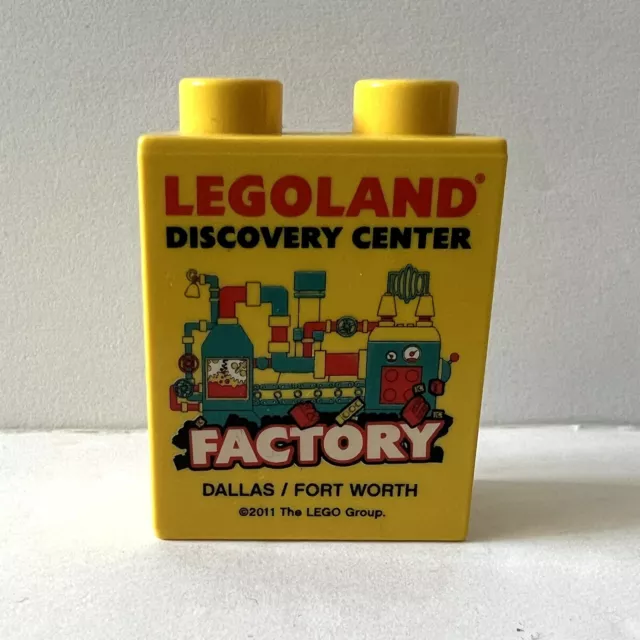 LEGOLAND®
DISCOVERY CENTER
FACTORY
DALLAS / FORT WORTH
©2011 The LEGO Group.